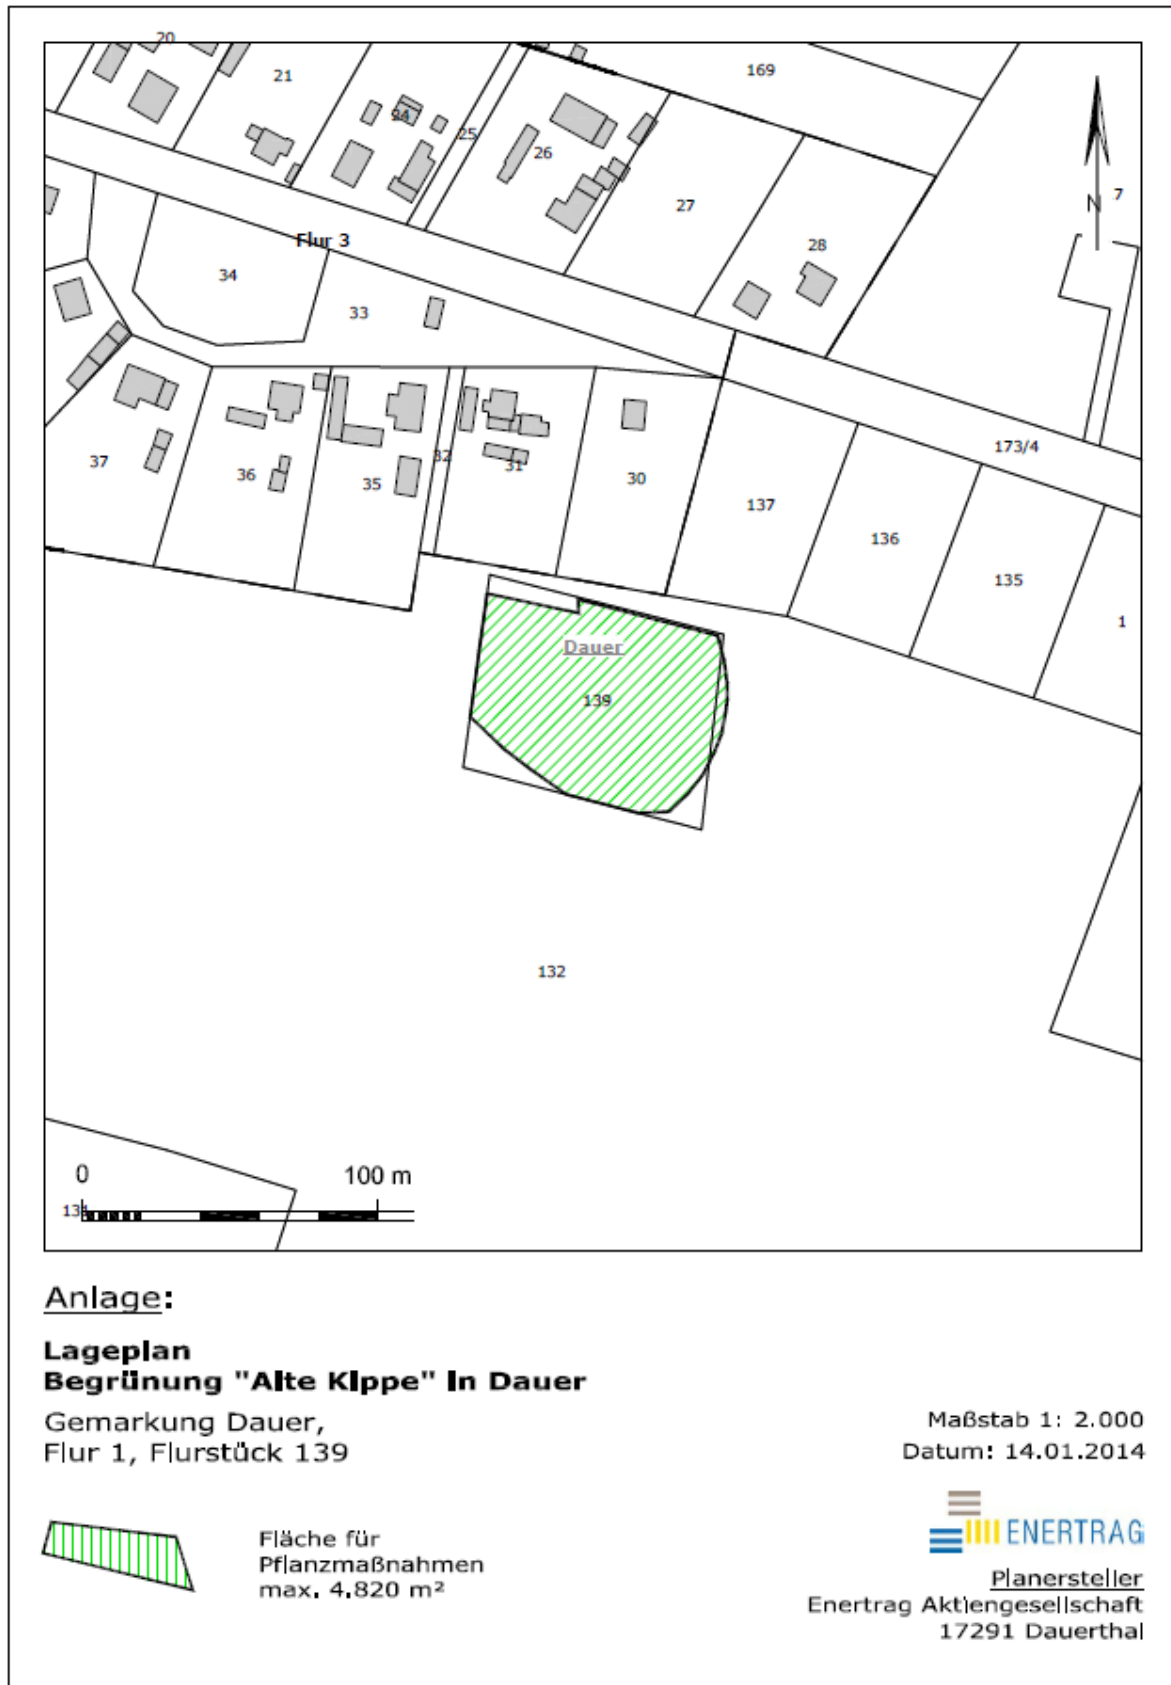 20
21
24
25
26
169
27
28
7
N
Flur 3
34
33
37
36
35
32
31
30
137
136
135
1
173/4
Dauer
139
132
0
100 m
Anlage:
Lageplan
Begrünung "Alte Kippe" in Dauer
Gemarkung Dauer,
Flur 1, Flurstück 139
Maßstab 1: 2.000
Datum: 14.01.2014
Fläche für
Pflanzmaßnahmen
max. 4.820 m²
ENERTRAG
Planersteller
Enertrag Aktiengesellschaft
17291 Dauerthal